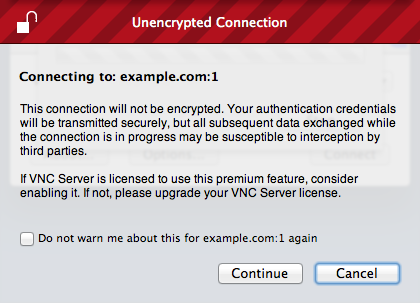 Unencrypted Connection
Connecting to: example.com:1
This connection will not be encrypted. Your authentication credentials
will be transmitted securely, but all subsequent data exchanged while
the connection is in progress may be susceptible to interception by
third parties.
If VNC Server is licensed to use this premium feature, consider
enabling it. If not, please upgrade your VNC Server license.
Do not warn me about this for example.com:1 again
Continue
Cancel